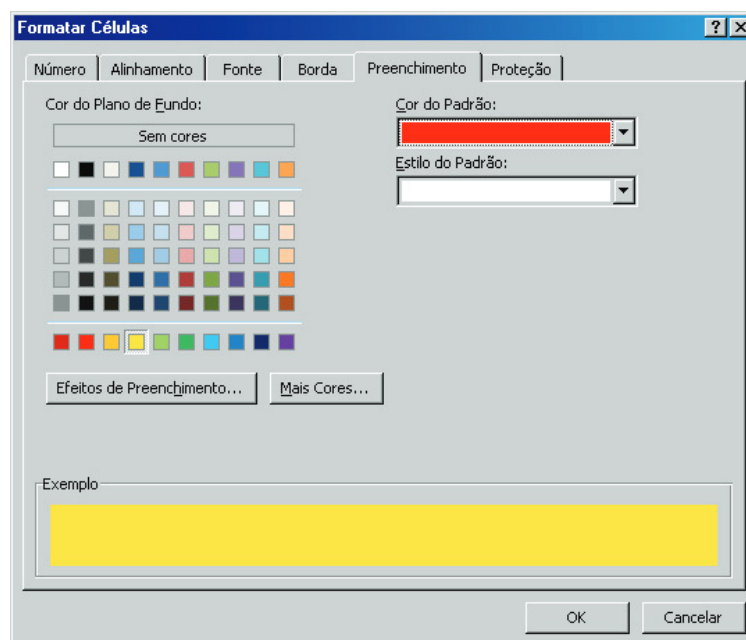 Formatar Células
Número Alinhamento Fonte Borda Preenchimento Proteção
Cor do Plano de Fundo:
Sem cores
Cor do Padrão:
Estilo do Padrão:
Efeitos de Preenchimento...
Mais Cores...
Exemplo
OK
Cancelar